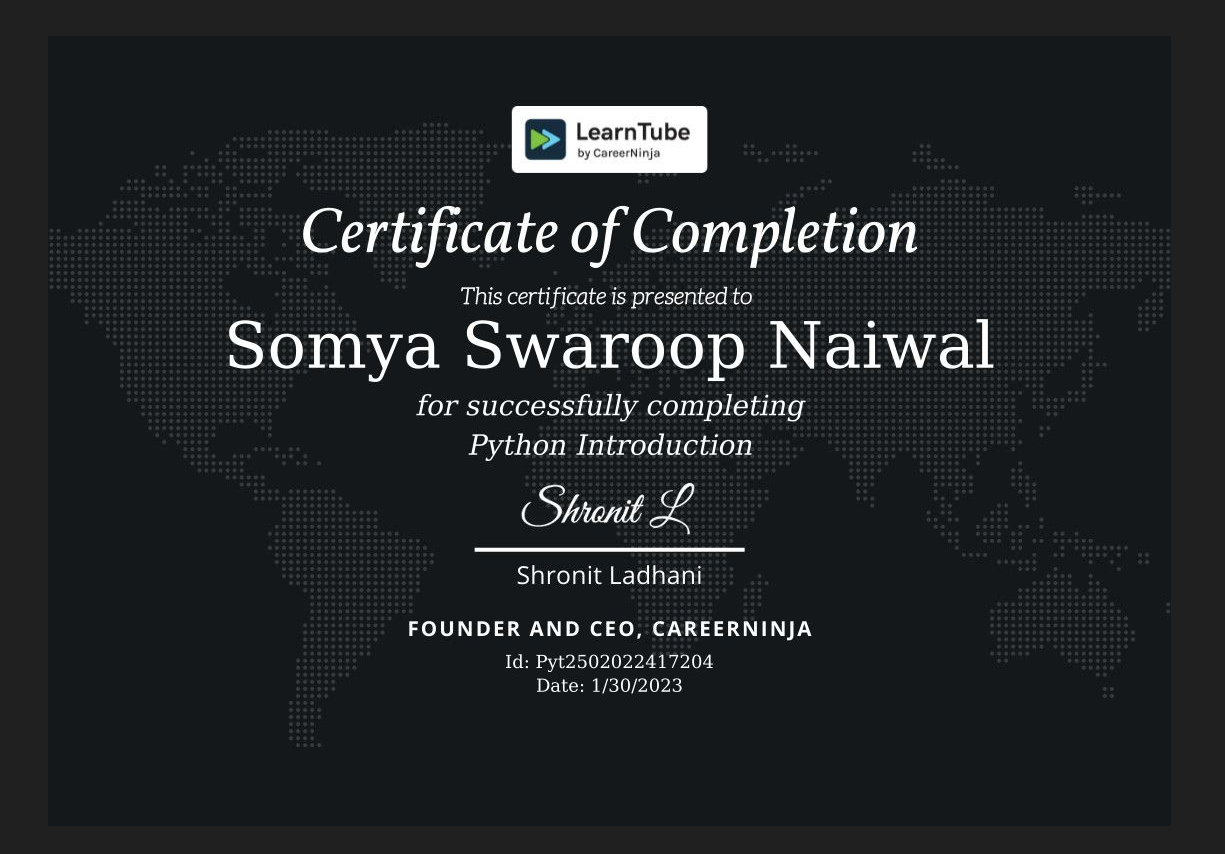 LearnTube
by CareerNinja
Certificate of Completion
This certificate is presented to
Somya Swaroop Naiwal
for successfully completing
Python Introduction
Shronit L
Shronit Ladhani
FOUNDER AND CEO, CAREERNINJA
Id: Pyt2502022417204
Date: 1/30/2023